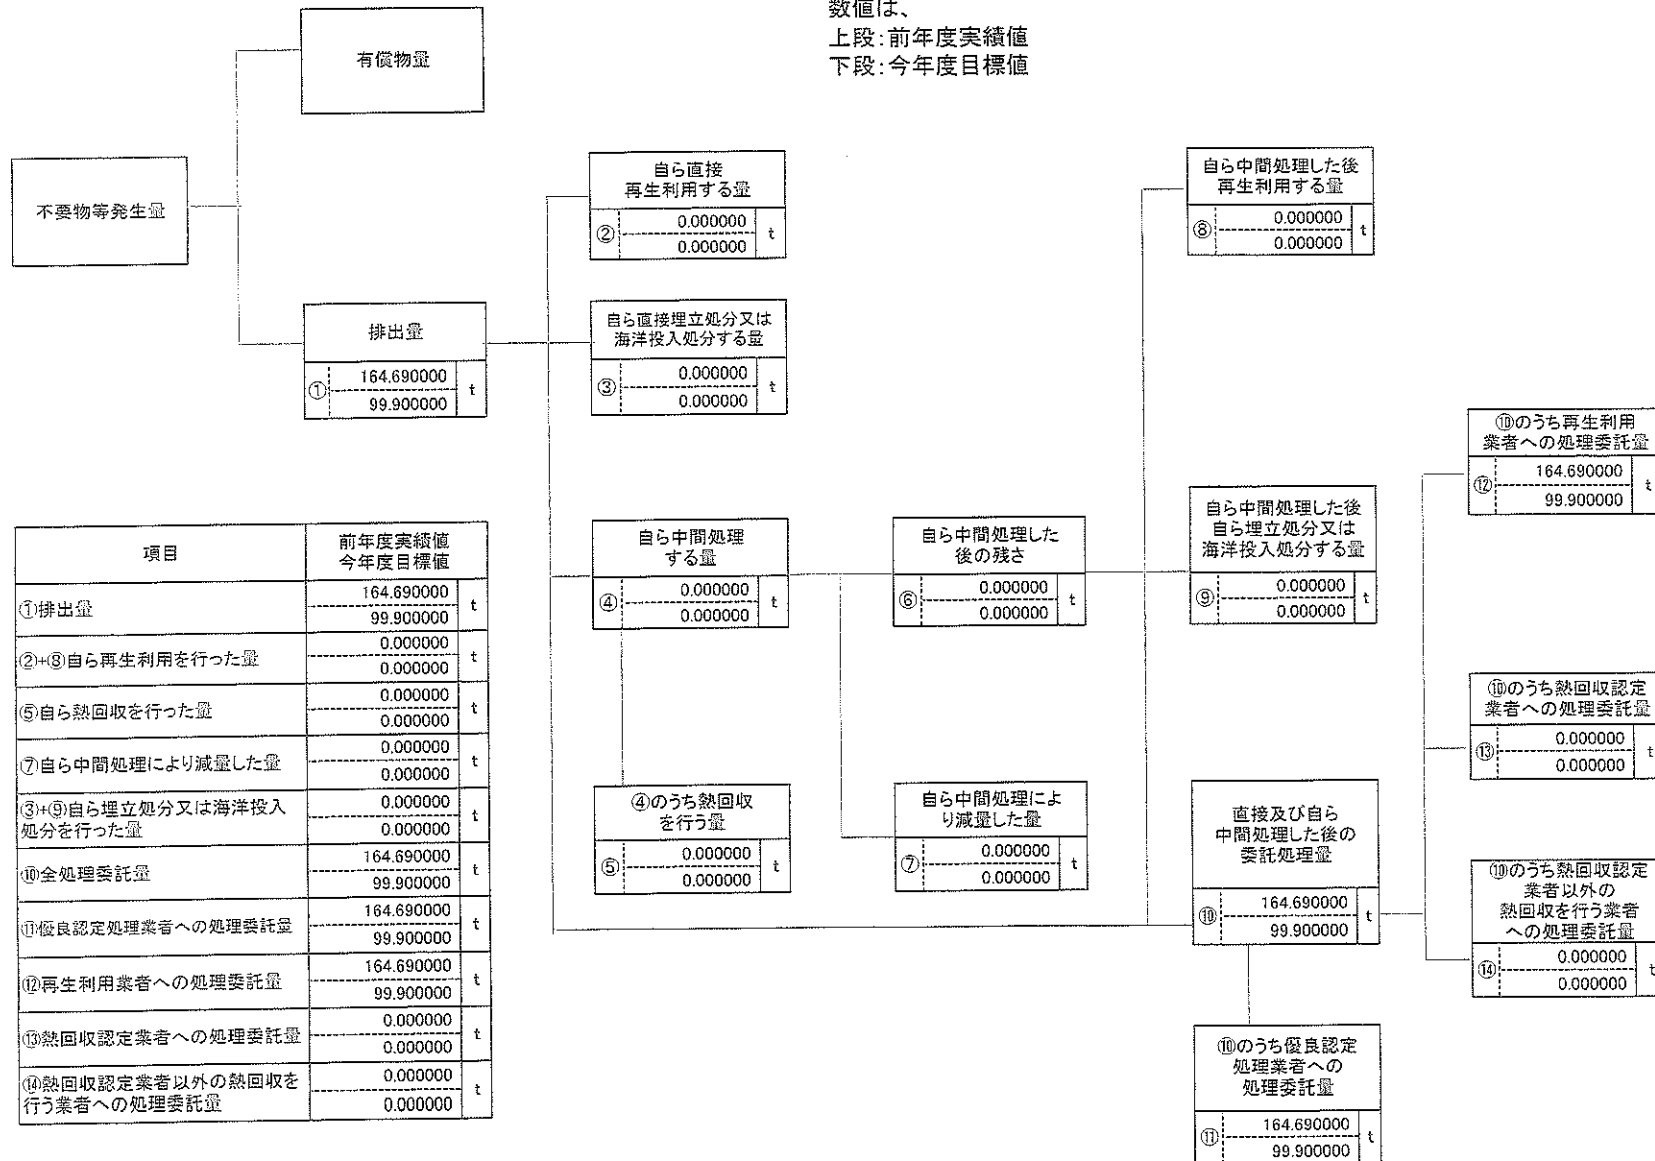 数値は、
上段:前年度実績値
下段:今年度目標値
有償物量
不要物等発生量
排出量
① 164.690000 t
99.900000
自ら直接
再生利用する量
② 0.000000 t
0.000000
自ら直接埋立処分又は
海洋投入処分する量
③ 0.000000 t
0.000000
自ら中間処理
する量
④ 0.000000 t
0.000000
④のうち熱回収
を行う量
⑤ 0.000000 t
0.000000
自ら中間処理した
後の残さ
⑥ 0.000000 t
0.000000
自ら中間処理によ
り減量した量
⑦ 0.000000 t
0.000000
自ら中間処理した後
再生利用する量
⑧ 0.000000 t
0.000000
自ら中間処理した後
自ら埋立処分又は
海洋投入処分する量
⑨ 0.000000 t
0.000000
直接及び自ら
中間処理した後の
委託処理量
⑩ 164.690000 t
99.900000
⑩のうち優良認定
処理業者への
処理委託量
⑪ 164.690000 t
99.900000
⑩のうち再生利用
業者への処理委託量
⑫ 164.690000 t
99.900000
⑩のうち熱回収認定
業者への処理委託量
⑬ 0.000000 t
0.000000
⑩のうち熱回収認定
業者以外の
熱回収を行う業者
への処理委託量
⑭ 0.000000 t
0.000000
項目
前年度実績値
今年度目標値
①排出量 164.690000 t
99.900000
②+⑧自ら再生利用を行った量 0.000000 t
0.000000
⑤自ら熱回収を行った量 0.000000 t
0.000000
⑦自ら中間処理により減量した量 0.000000 t
0.000000
③+⑨自ら埋立処分又は海洋投入
処分を行った量 0.000000 t
0.000000
⑩全処理委託量 164.690000 t
99.900000
⑪優良認定処理業者への処理委託量 164.690000 t
99.900000
⑫再生利用業者への処理委託量 164.690000 t
99.900000
⑬熱回収認定業者への処理委託量 0.000000 t
0.000000
⑭熱回収認定業者以外の熱回収を
行う業者への処理委託量 0.000000 t
0.000000